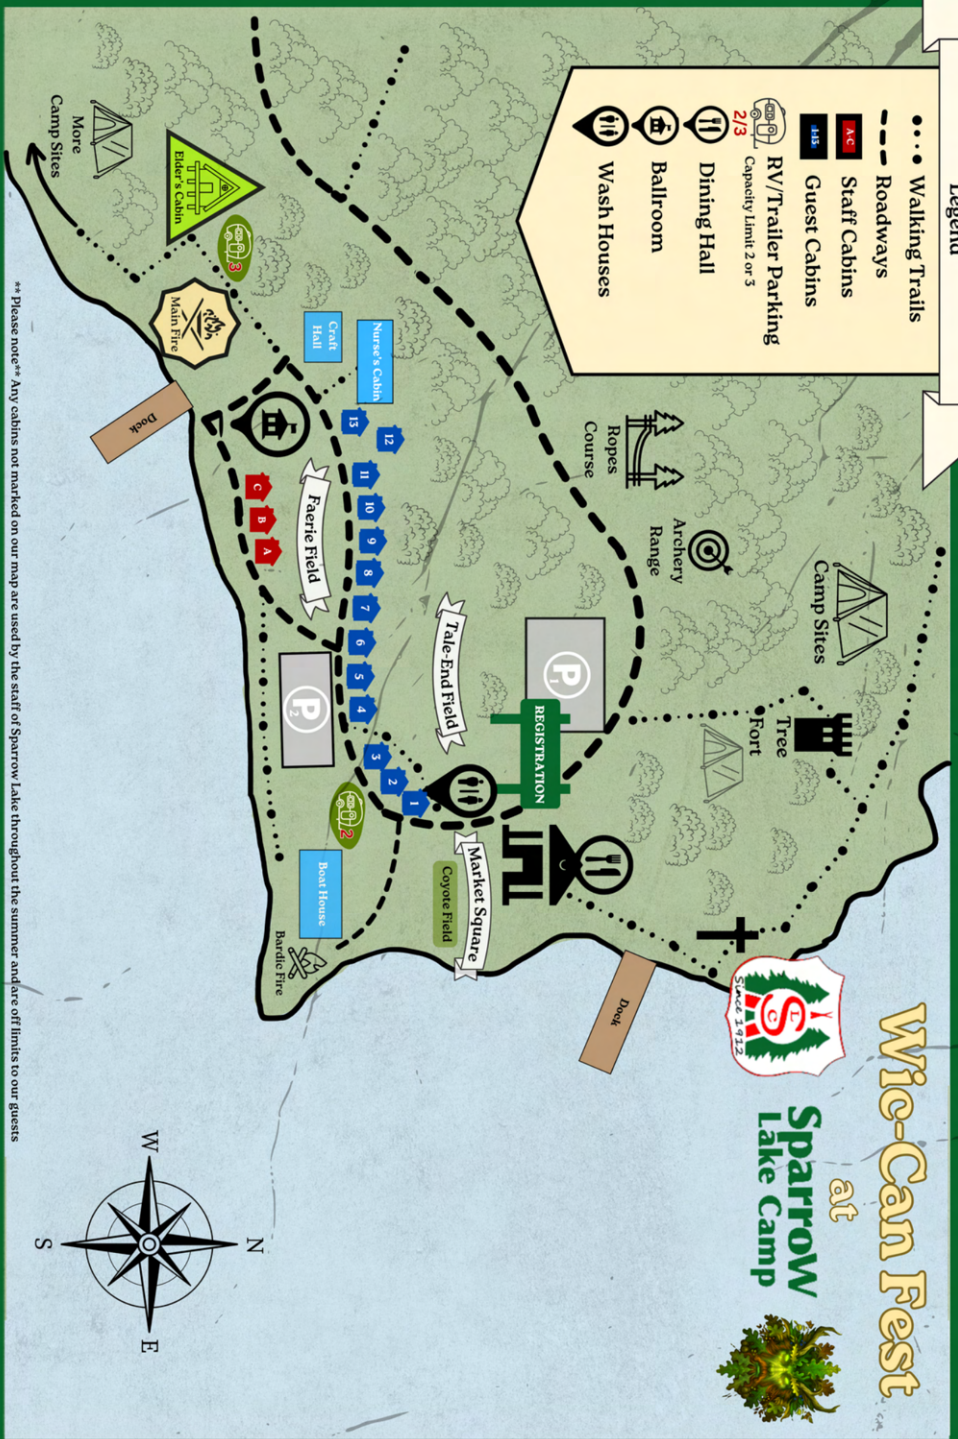 Wic-Can Fest
at
SparroW
Lake Camp
L
S
C
Since 1912
Legend
Walking Trails
Roadways
A-C
Staff Cabins
1-13
Guest Cabins
RV/Trailer Parking
2/3
Capacity Limit 2 or 3
Dining Hall
Ballroom
Wash Houses
Camp Sites
Tree
Fort
Archery
Range
Ropes
Course
P1
REGISTRATION
Dock
Tale-End Field
Market Square
Coyote Field
Nurse's Cabin
Craft
Hall
13
12
11
10
9
8
7
6
5
4
3
2
1
Faerie Field
C
B
A
P2
2
Boat House
Bardic Fire
3
Elder's Cabin
Main Fire
Dock
More
Camp Sites
N
W
E
S
** Please note** Any cabins not marked on our map are used by the staff of Sparrow Lake throughout the summer and are off limits to our guests